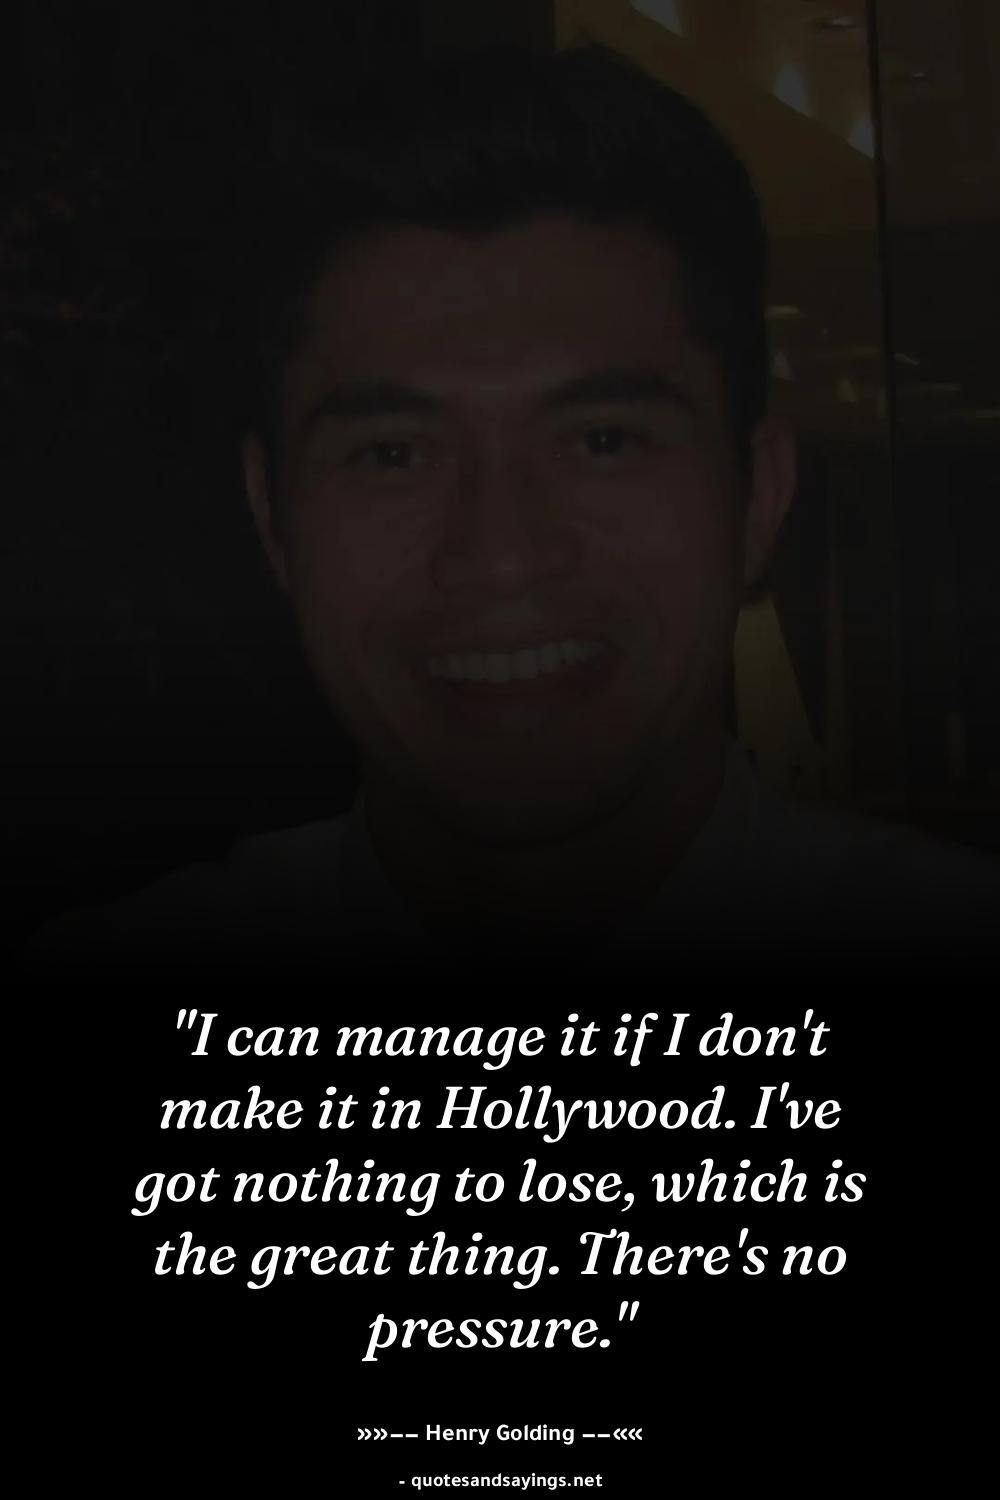 "I can manage it if I don't
make it in Hollywood. I've
got nothing to lose, which is
the great thing. There's no
pressure."
»»−− Henry Golding −−««
- quotesandsayings.net